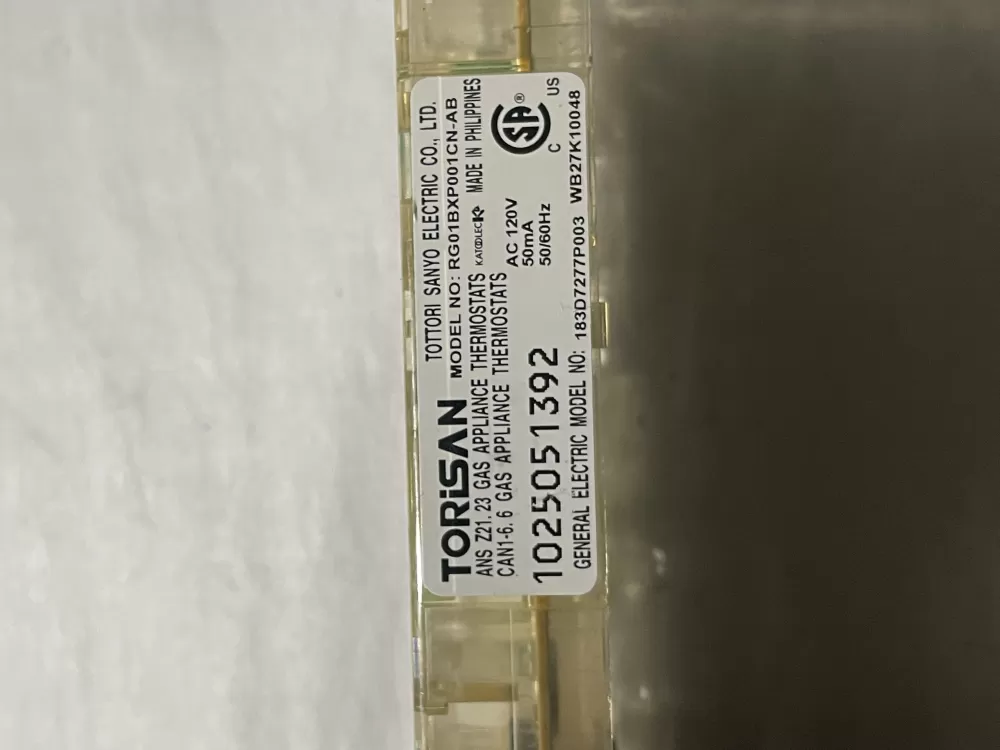 TORiSAN TOTTORI SANYO ELECTRIC CO., LTD.
MODEL NO: RG01BXP001CN-AB
ANS Z21.23 GAS APPLIANCE THERMOSTATS KATOOLEC K MADE IN PHILIPPINES
CAN1-6.6 GAS APPLIANCE THERMOSTATS
AC 120V
50mA
50/60Hz
SA ®
C US
1025051392
GENERAL ELECTRIC MODEL NO: 183D7277P003 WB27K10048